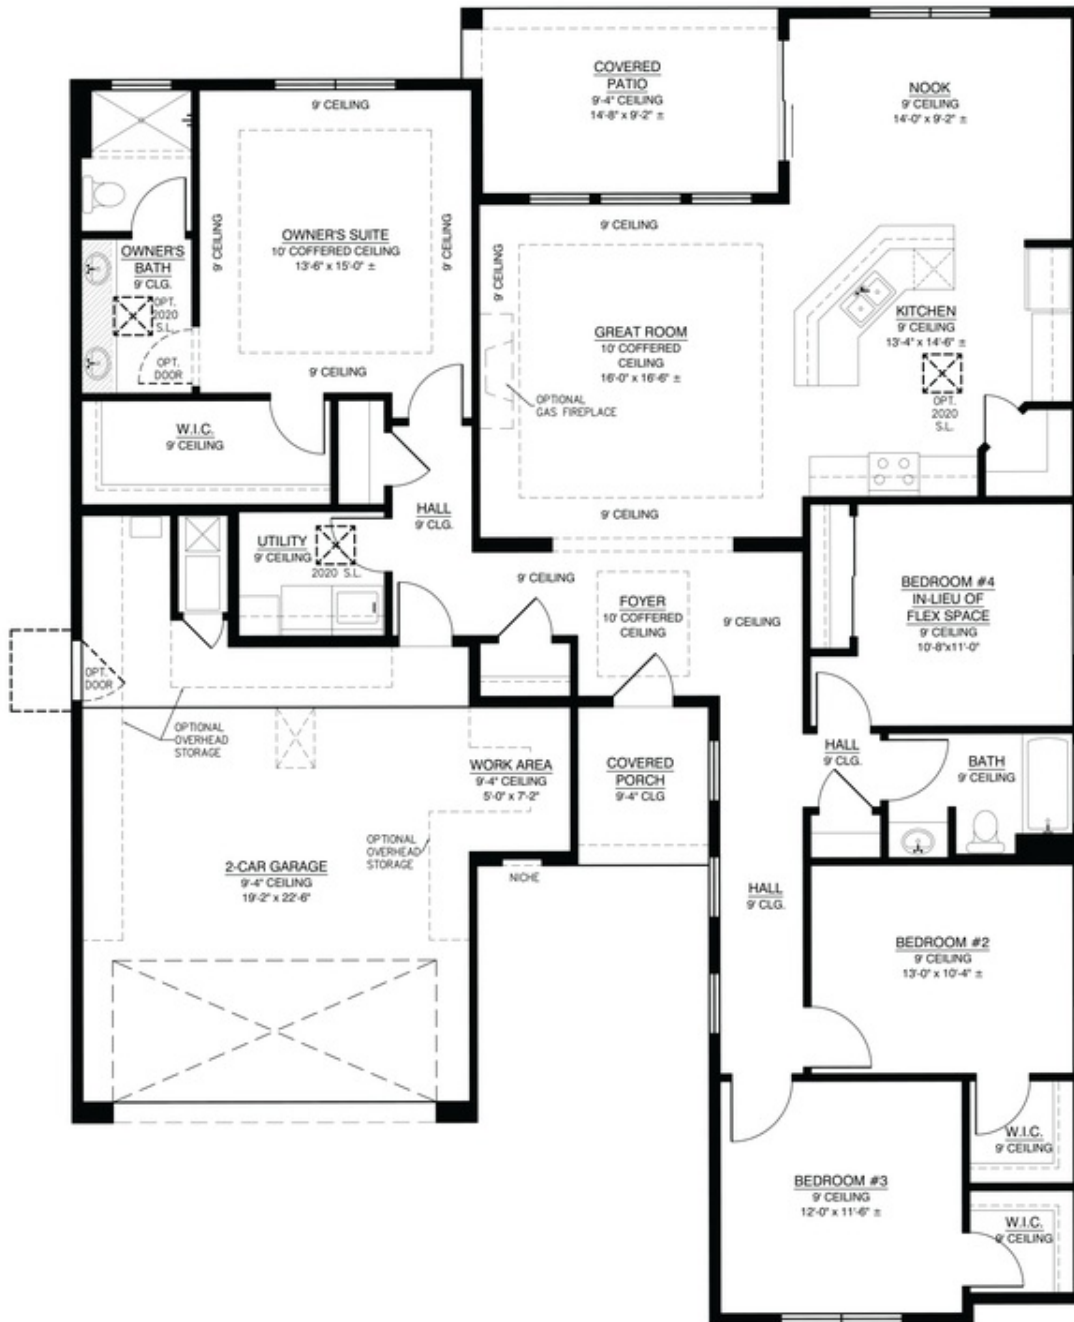 COVERED
PATIO
9'-4" CEILING
14'-8" x 9'-2" ±
NOOK
9' CEILING
14'-0" x 9'-2" ±
9' CEILING
OWNER'S SUITE
10' COFFERED CEILING
13'-6" x 15'-0" ±
9' CEILING
9' CEILING
9' CEILING
OWNER'S
BATH
9' CLG.
OPT.
2020
S.L.
OPT.
DOOR
9' CEILING
9' CEILING
GREAT ROOM
10' COFFERED
CEILING
16'-0" x 16'-6" ±
OPTIONAL
GAS FIREPLACE
9' CEILING
KITCHEN
9' CEILING
13'-4" x 14'-6" ±
OPT.
2020
S.L.
W.I.C.
9' CEILING
HALL
9' CLG.
UTILITY
9' CEILING
2020 S.L.
9' CEILING
FOYER
10' COFFERED
CEILING
9' CEILING
BEDROOM #4
IN-LIEU OF
FLEX SPACE
9' CEILING
10'-8"x11'-0"
OPT.
DOOR
OPTIONAL
OVERHEAD
STORAGE
WORK AREA
9'-4" CEILING
5'-0" x 7'-2"
COVERED
PORCH
9'-4" CLG
HALL
9' CLG.
BATH
9' CEILING
2-CAR GARAGE
9'-4" CEILING
19'-2" x 22'-6"
OPTIONAL
OVERHEAD
STORAGE
NICHE
HALL
9' CLG.
BEDROOM #2
9' CEILING
13'-0" x 10'-4" ±
W.I.C.
9' CEILING
BEDROOM #3
9' CEILING
12'-0" x 11'-6" ±
W.I.C.
9' CEILING